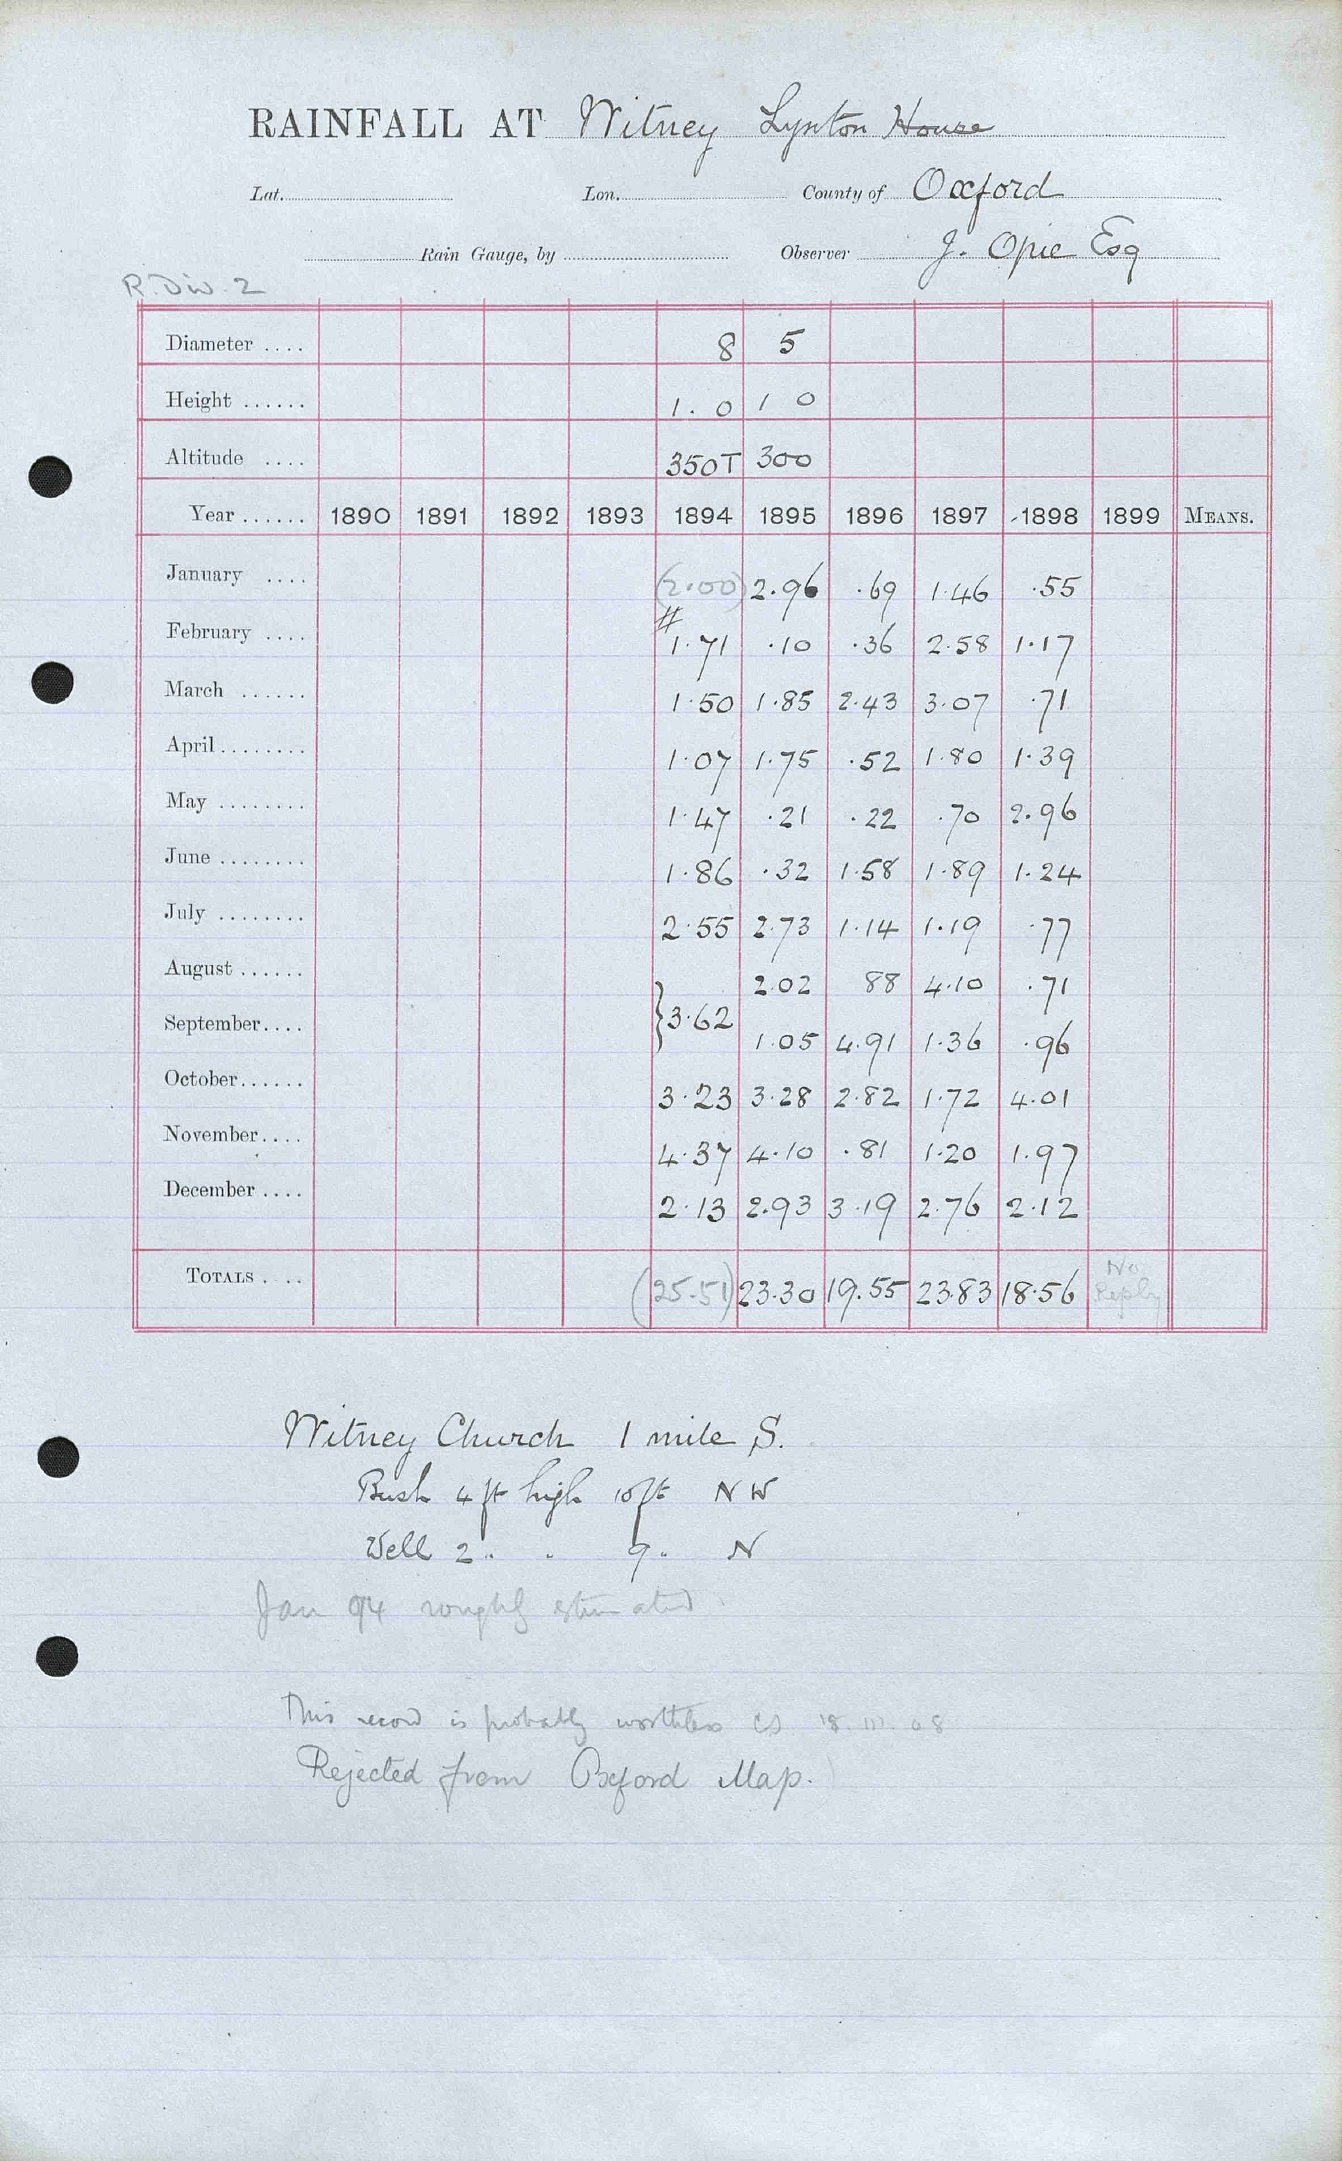 RAINFALL AT Witney Lynton House
Lat. Lon. County of Oxford
Rain Gauge, by Observer J. Opie Esq
R. Div. 2
Diameter .... 8 5
Height ...... 1. 0 1 0
Altitude .... 350T 300
Year ...... 1890 1891 1892 1893 1894 1895 1896 1897 1898 1899 MEANS.
January .... (2.00) 2.96 .69 1.46 .55
#
February .... 1.71 .10 .36 2.58 1.17
March ...... 1.50 1.85 2.43 3.07 .71
April ........ 1.07 1.75 .52 1.80 1.39
May ........ 1.47 .21 .22 .70 2.96
June ........ 1.86 .32 1.58 1.89 1.24
July ........ 2.55 2.73 1.14 1.19 .77
August ...... 2.02 88 4.10 .71
September .... } 3.62 1.05 4.91 1.36 .96
October ...... 3.23 3.28 2.82 1.72 4.01
November .... 4.37 4.10 .81 1.20 1.97
December .... 2.13 2.93 3.19 2.76 2.12
TOTALS .... (25.51) 23.30 19.55 23.83 18.56 No Reply
Witney Church 1 mile S.
Bush 4 ft high 10 ft NW
Well 2 " " 9 " N
Jan 94 roughly estimated
This record is probably worthless CS 18.III.08
Rejected from Oxford Map.